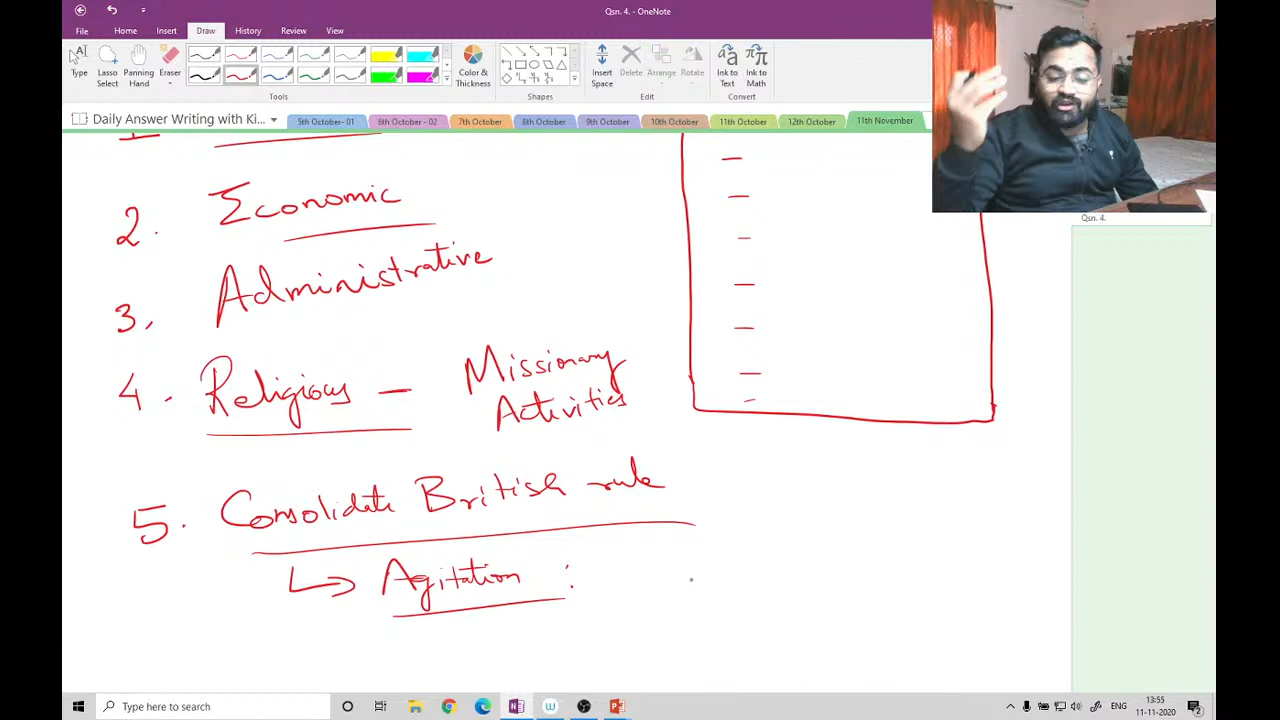 Qsn. 4. - OneNote
File Home Insert Draw History Review View
Type
Lasso Select
Panning Hand
Eraser
Color & Thickness
Insert Space
Delete
Arrange
Rotate
Ink to Text
Ink to Math
Tools
Shapes
Edit
Convert
Daily Answer Writing with Ki...
5th October- 01
6th October - 02
7th October
8th October
9th October
10th October
11th October
12th October
11th November
Qsn. 4.
1
2. Economic
3. Administrative
4. Religious — Missionary
Activities
5. Consolidate British rule
↳ Agitation :
Type here to search
ENG
13:55
11-11-2020
2